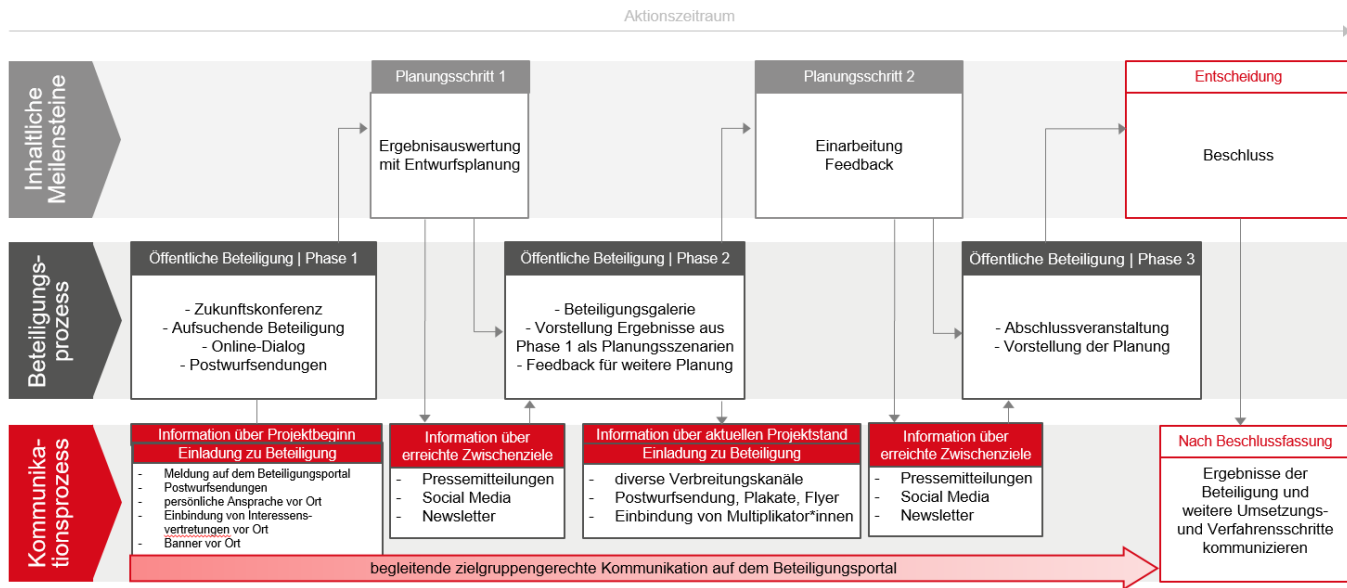 Aktionszeitraum
Inhaltliche
Meilensteine
Planungsschritt 1
Ergebnisauswertung
mit Entwurfsplanung
Planungsschritt 2
Einarbeitung
Feedback
Entscheidung
Beschluss
Beteiligungs-
prozess
Öffentliche Beteiligung | Phase 1
- Zukunftskonferenz
- Aufsuchende Beteiligung
- Online-Dialog
- Postwurfsendungen
Öffentliche Beteiligung | Phase 2
- Beteiligungsgalerie
- Vorstellung Ergebnisse aus
Phase 1 als Planungsszenarien
- Feedback für weitere Planung
Öffentliche Beteiligung | Phase 3
- Abschlussveranstaltung
- Vorstellung der Planung
Kommunika-
tionsprozess
Information über Projektbeginn
Einladung zu Beteiligung
- Meldung auf dem Beteiligungsportal
- Postwurfsendungen
- persönliche Ansprache vor Ort
- Einbindung von Interessens-
vertretungen vor Ort
- Banner vor Ort
Information über
erreichte Zwischenziele
- Pressemitteilungen
- Social Media
- Newsletter
Information über aktuellen Projektstand
Einladung zu Beteiligung
- diverse Verbreitungskanäle
- Postwurfsendung, Plakate, Flyer
- Einbindung von Multiplikator*innen
Information über
erreichte Zwischenziele
- Pressemitteilungen
- Social Media
- Newsletter
Nach Beschlussfassung
Ergebnisse der
Beteiligung und
weitere Umsetzungs-
und Verfahrensschritte
kommunizieren
begleitende zielgruppengerechte Kommunikation auf dem Beteiligungsportal